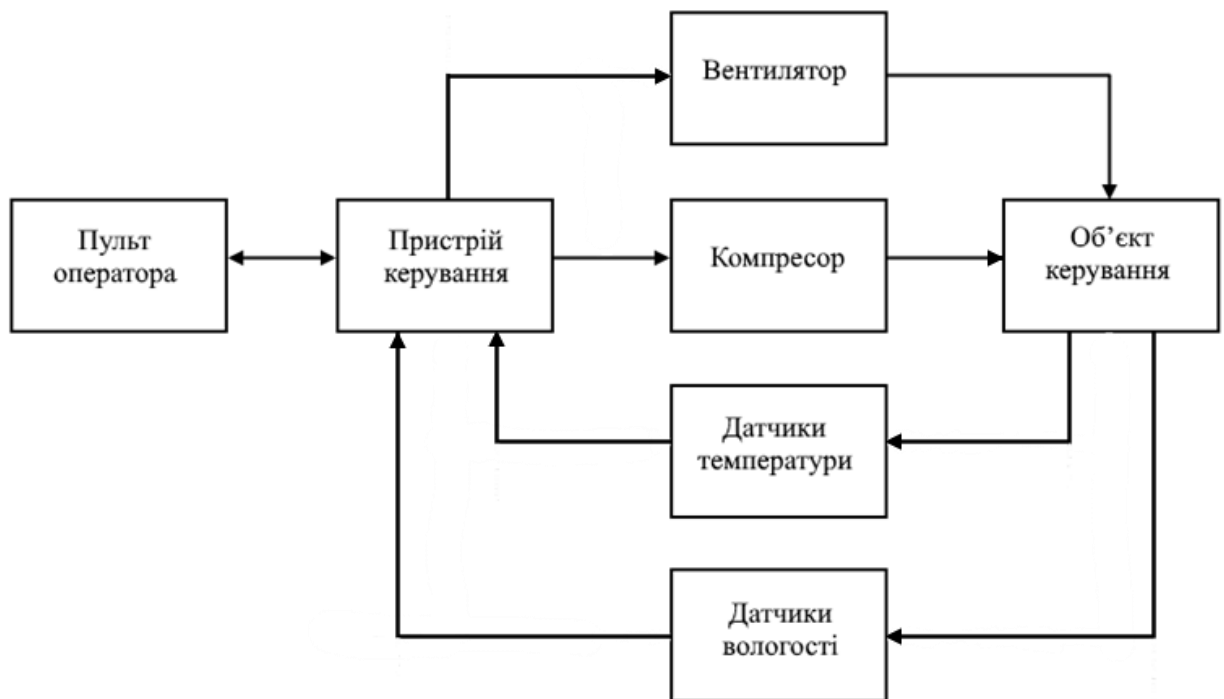 Вентилятор
Пульт
оператора
Пристрій
керування
Компресор
Об’єкт
керування
Датчики
температури
Датчики
вологості